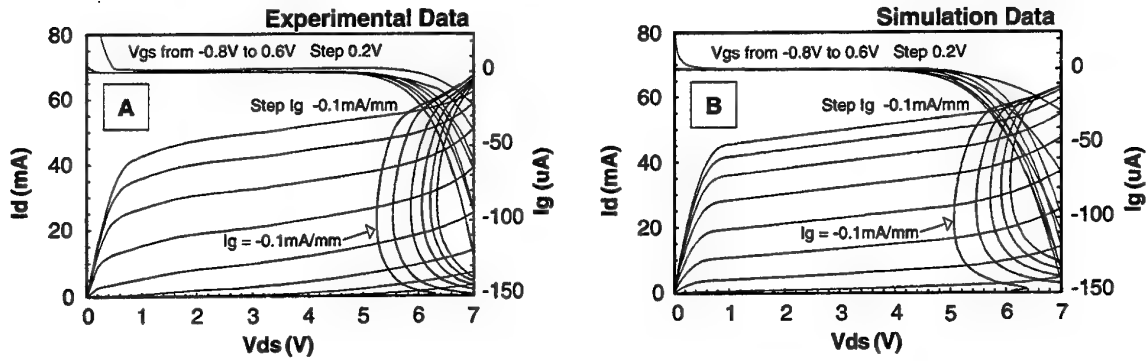 Experimental Data
80
60
40
20
0
Id (mA)
Vgs from -0.8V to 0.6V Step 0.2V
A
Step Ig -0.1mA/mm
Ig = -0.1mA/mm
0
-50
-100
-150
Ig (uA)
0 1 2 3 4 5 6 7
Vds (V)
Simulation Data
80
60
40
20
0
Id (mA)
Vgs from -0.8V to 0.6V Step 0.2V
B
Step Ig -0.1mA/mm
Ig = -0.1mA/mm
0
-50
-100
-150
Ig (uA)
0 1 2 3 4 5 6 7
Vds (V)